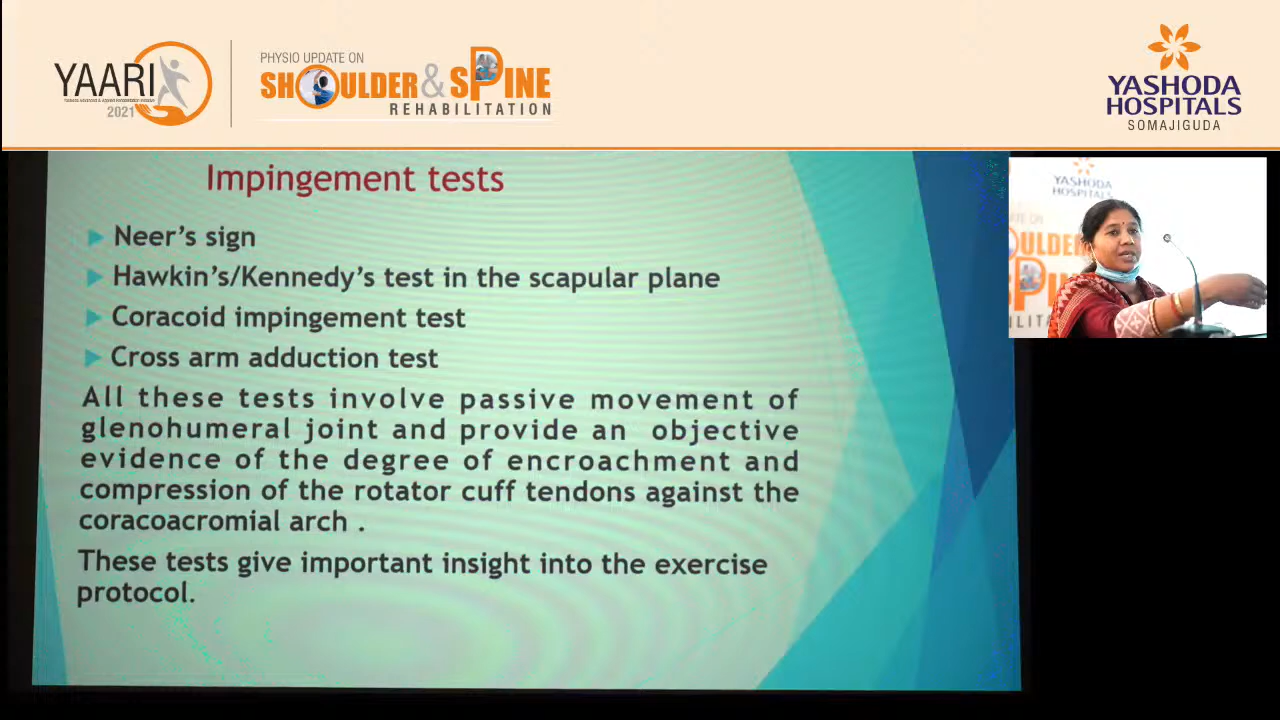 YAARI
2021
PHYSIO UPDATE ON
SHOULDER & SPINE
REHABILITATION
YASHODA
HOSPITALS
SOMAJIGUDA
Impingement tests
Neer's sign
Hawkin's/Kennedy's test in the scapular plane
Coracoid impingement test
Cross arm adduction test
All these tests involve passive movement of
glenohumeral joint and provide an objective
evidence of the degree of encroachment and
compression of the rotator cuff tendons against the
coracoacromial arch .
These tests give important insight into the exercise
protocol.
YASHODA
HOSPITALS